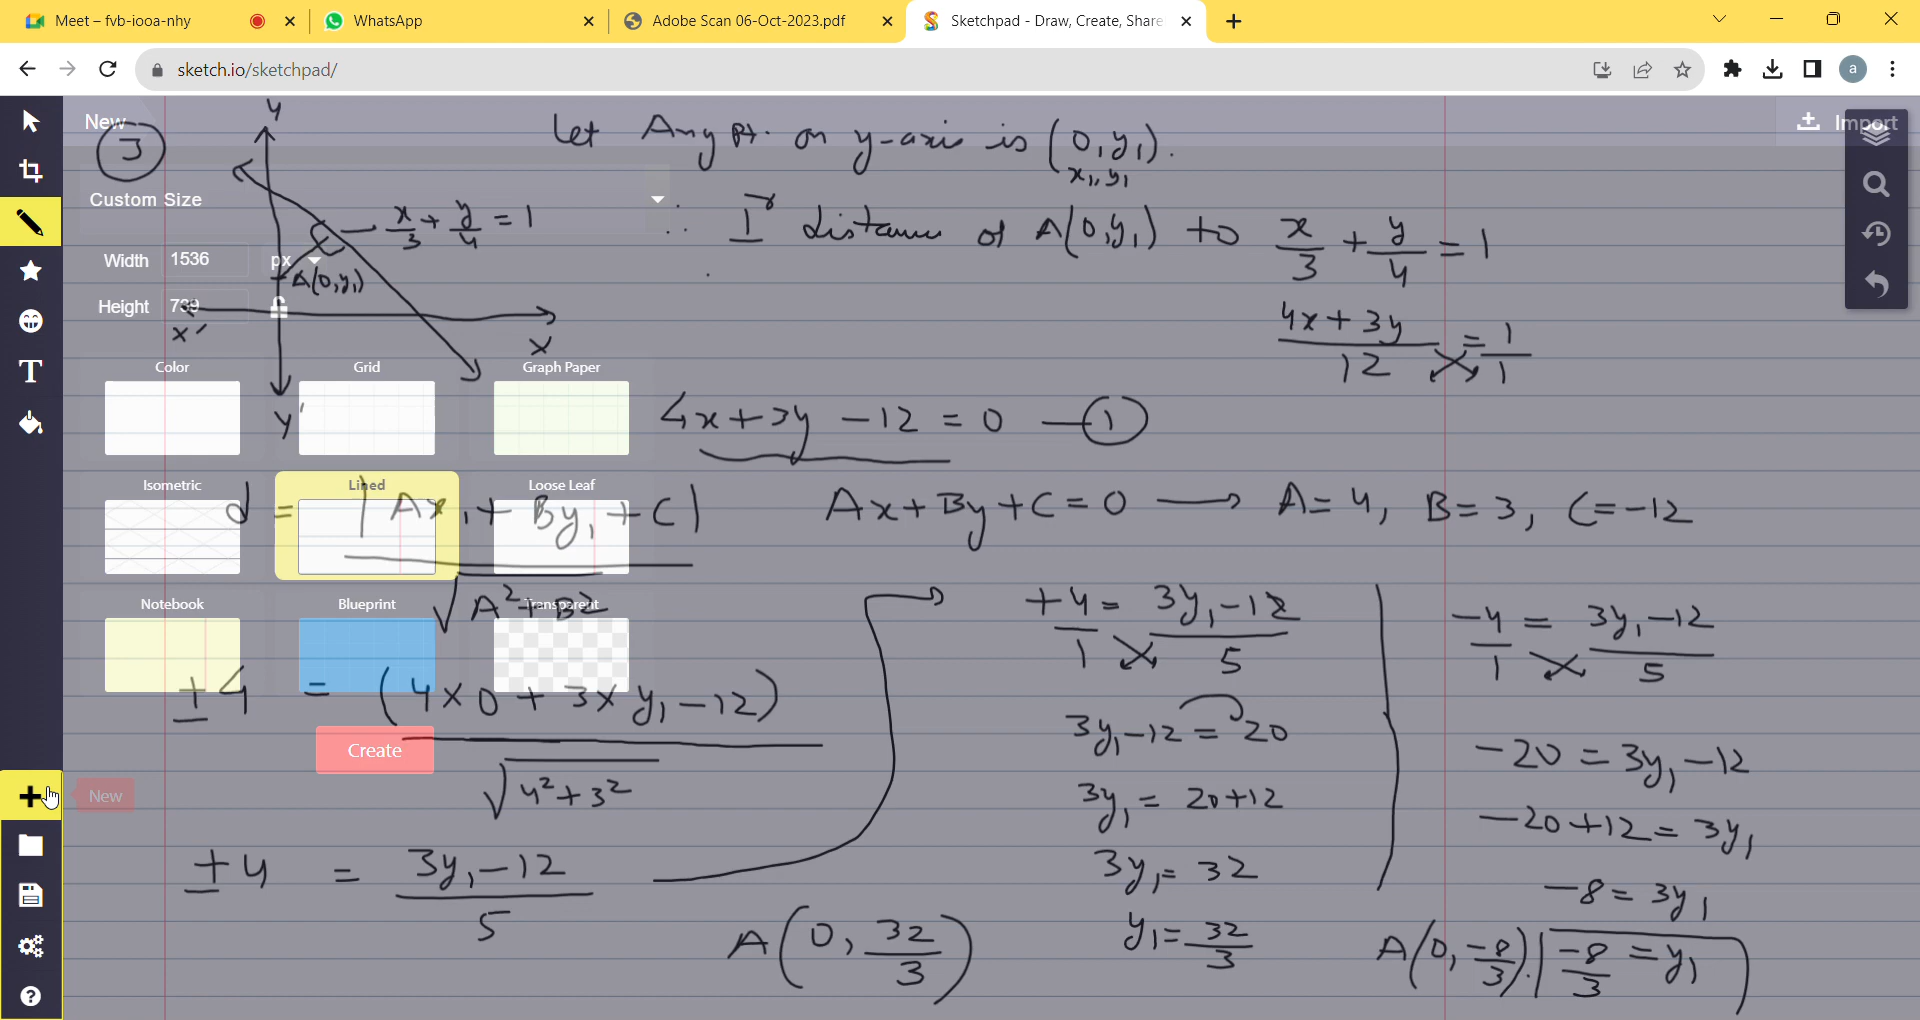 Meet – fvb-iooa-nhy
WhatsApp
Adobe Scan 06-Oct-2023.pdf
Sketchpad - Draw, Create, Share
sketch.io/sketchpad/
a
New
Import
3
y
Let Any pt. on y-axis is (0, y₁).
x₁, y₁
Custom Size
x/3 + y/4 = 1
∴ ⊥r distance of A(0, y₁) to x/3 + y/4 = 1
Width 1536 px
A(0, y₁)
Height 739
x'
x
y'
(4x + 3y)/12 = 1/1
Color
Grid
Graph Paper
4x + 3y - 12 = 0 — 1
Isometric
Lined
Loose Leaf
d = |Ax₁ + By₁ + C| / √(A² + B²)
Ax + By + C = 0 → A = 4, B = 3, C = -12
Notebook
Blueprint
Transparent
±4 = (4 × 0 + 3 × y₁ - 12) / √(4² + 3²)
Create
New
±4 = (3y₁ - 12)/5
+4/1 = (3y₁ - 12)/5
3y₁ - 12 = 20
3y₁ = 20 + 12
3y₁ = 32
y₁ = 32/3
A(0, 32/3)
-4/1 = (3y₁ - 12)/5
-20 = 3y₁ - 12
-20 + 12 = 3y₁
-8 = 3y₁
-8/3 = y₁
A(0, -8/3).